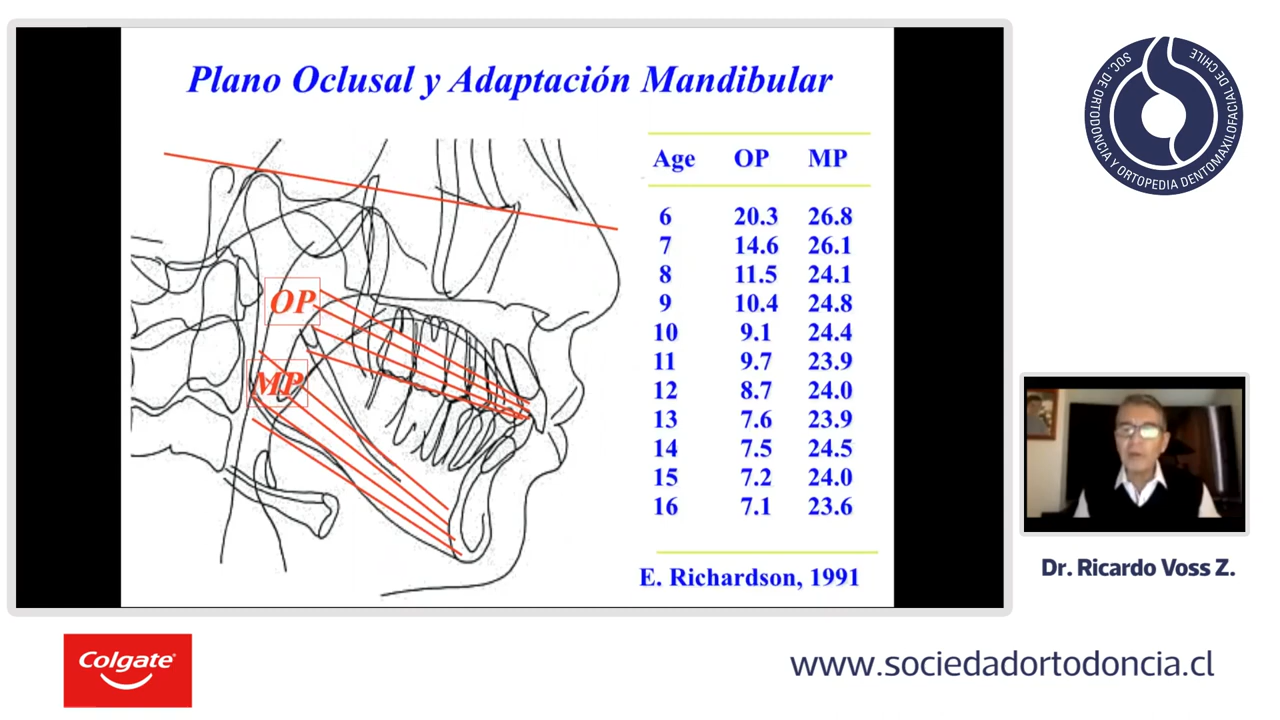 Plano Oclusal y Adaptación Mandibular
OP
MP
Age OP MP
6 20.3 26.8
7 14.6 26.1
8 11.5 24.1
9 10.4 24.8
10 9.1 24.4
11 9.7 23.9
12 8.7 24.0
13 7.6 23.9
14 7.5 24.5
15 7.2 24.0
16 7.1 23.6
E. Richardson, 1991
SOC. DE ORTODONCIA Y ORTOPEDIA DENTOMAXILOFACIAL DE CHILE
Dr. Ricardo Voss Z.
Colgate®
www.sociedadortodoncia.cl